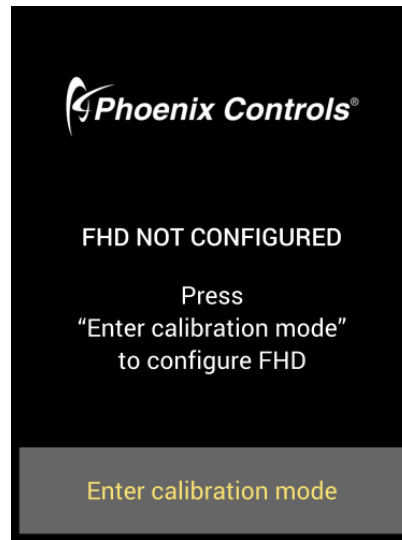 Phoenix Controls®
FHD NOT CONFIGURED
Press
“Enter calibration mode”
to configure FHD
Enter calibration mode